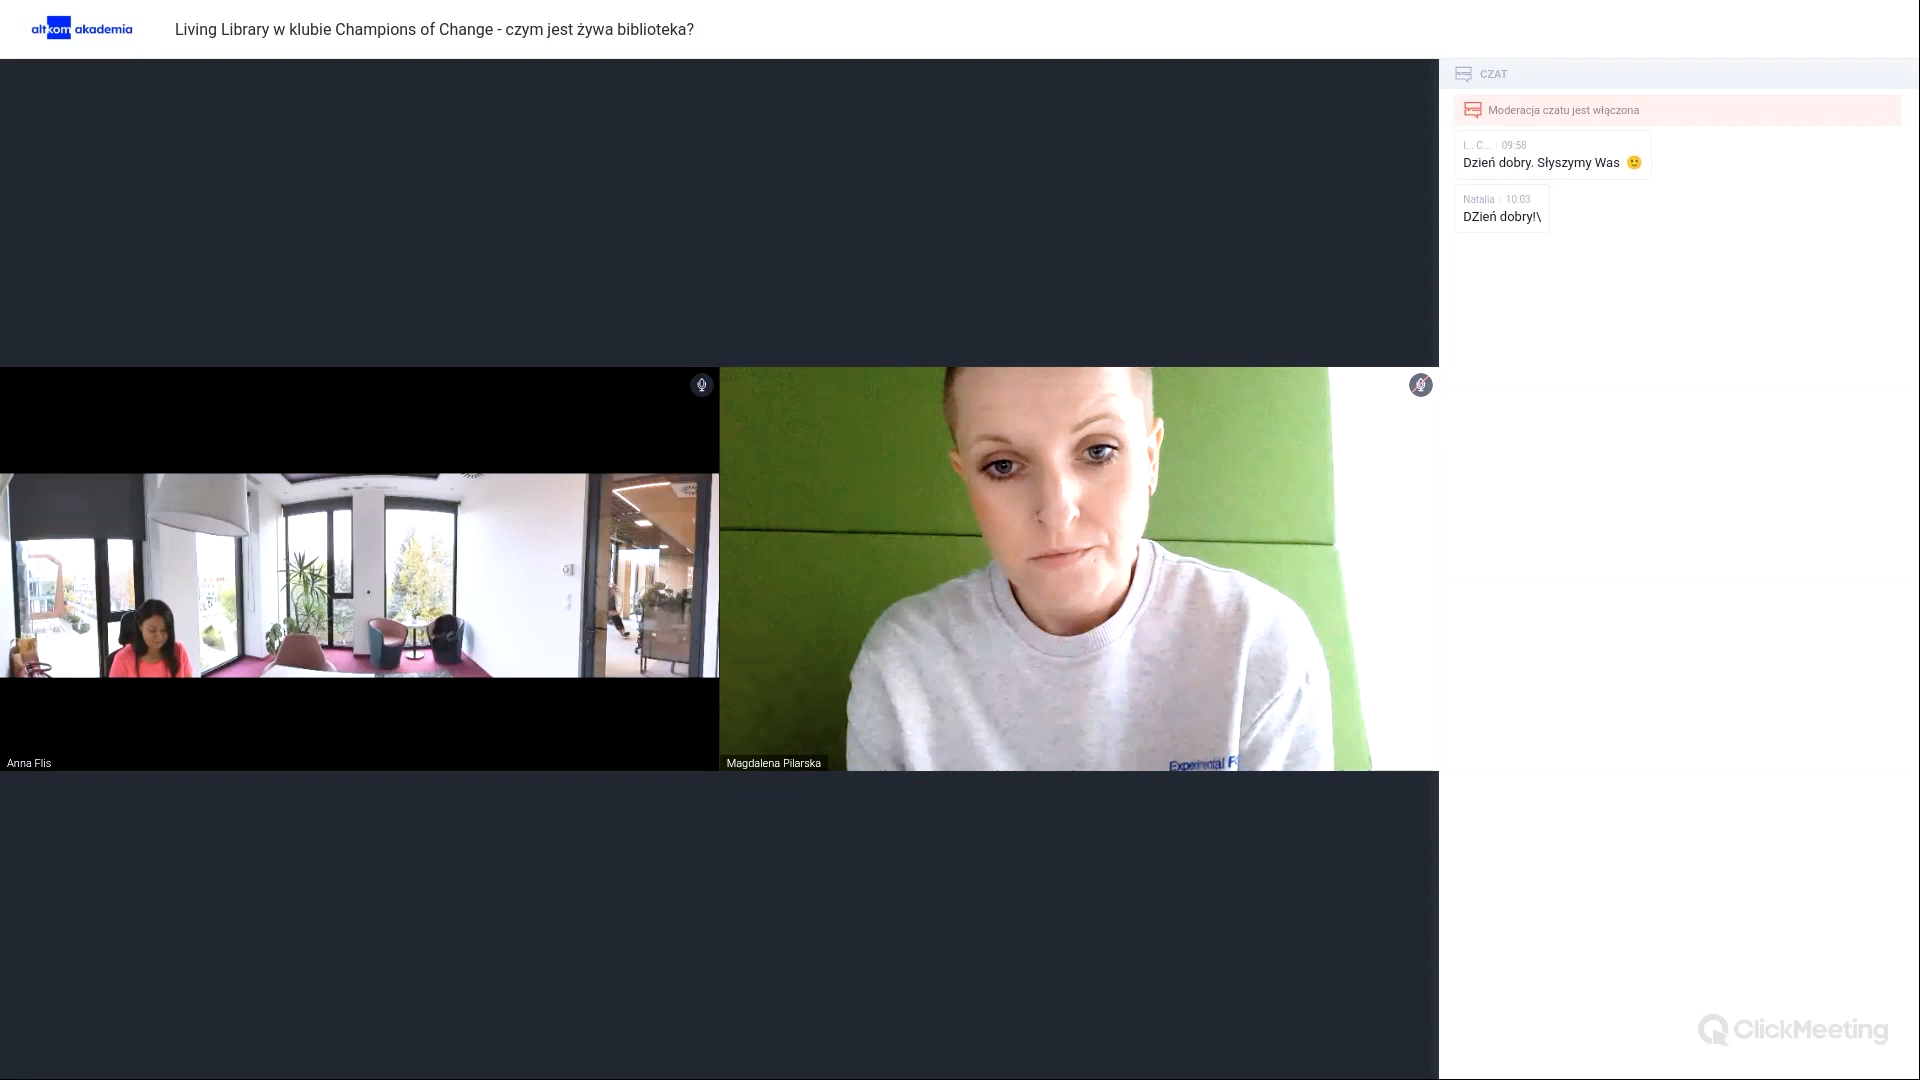 altkom akademia
Living Library w klubie Champions of Change - czym jest żywa biblioteka?
CZAT
Moderacja czatu jest włączona
I... C... 09:58
Dzień dobry. Słyszymy Was 🙂
Natalia 10:03
DZień dobry!\
Anna Flis
Magdalena Pilarska
Experimental
ClickMeeting